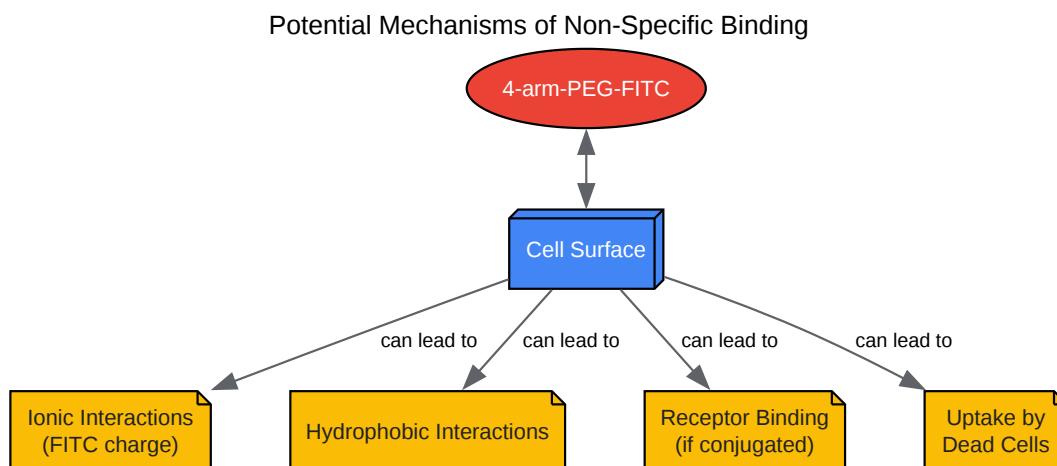 Potential Mechanisms of Non-Specific Binding
4-arm-PEG-FITC
Cell Surface
can lead to
can lead to
can lead to
can lead to
Ionic Interactions
(FITC charge)
Hydrophobic Interactions
Receptor Binding
(if conjugated)
Uptake by
Dead Cells